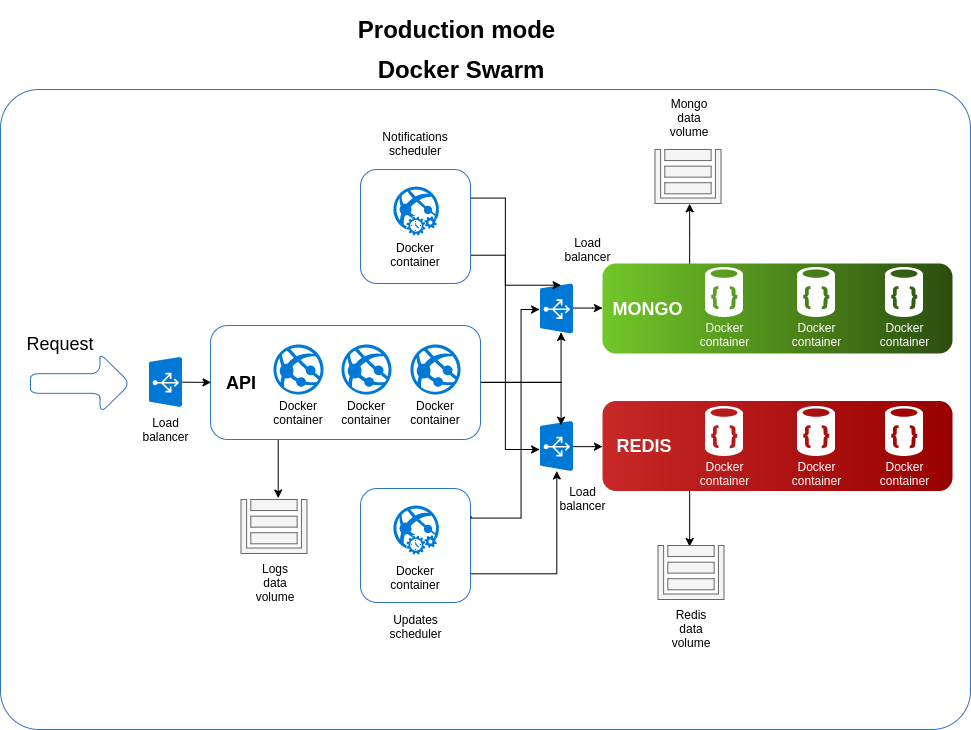 Production mode
Docker Swarm
Mongo
data
volume
Notifications
scheduler
Docker
container
Load
balancer
MONGO
{ }
{ }
{ }
Docker
container
Docker
container
Docker
container
Request
Load
balancer
API
Docker
container
Docker
container
Docker
container
REDIS
{ }
{ }
{ }
Docker
container
Docker
container
Docker
container
Load
balancer
Logs
data
volume
Docker
container
Updates
scheduler
Redis
data
volume